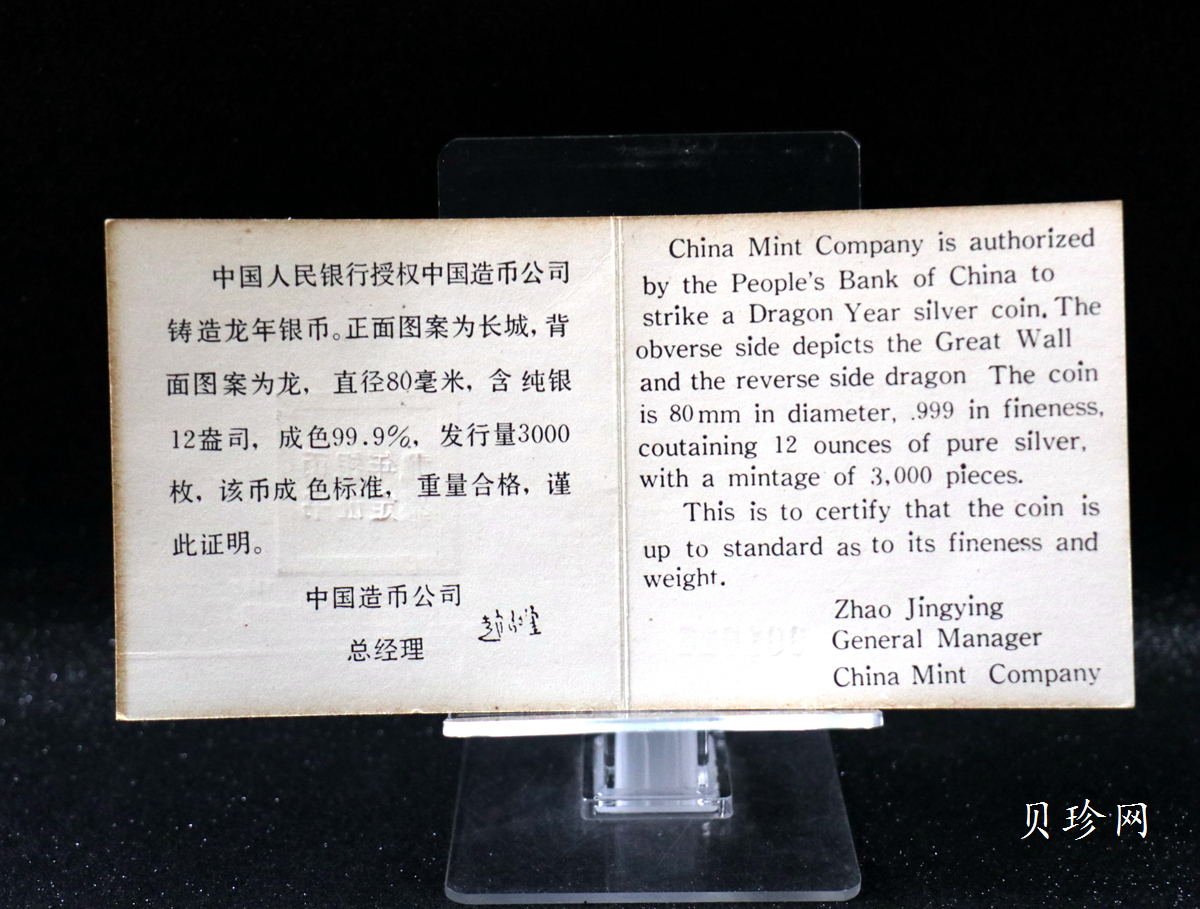 中国人民银行授权中国造币公司
铸造龙年银币。正面图案为长城,背
面图案为龙, 直径80毫米, 含纯银
12盎司, 成色99.9%, 发行量3000
枚, 该币成色标准, 重量合格, 谨
此证明。
中国造币公司
总经理
China Mint Company is authorized
by the People's Bank of China to
strike a Dragon Year silver coin. The
obverse side depicts the Great Wall
and the reverse side dragon The coin
is 80mm in diameter, .999 in fineness,
coutaining 12 ounces of pure silver,
with a mintage of 3,000 pieces.
This is to certify that the coin is
up to standard as to its fineness and
weight.
Zhao Jingying
General Manager
China Mint Company
贝珍网